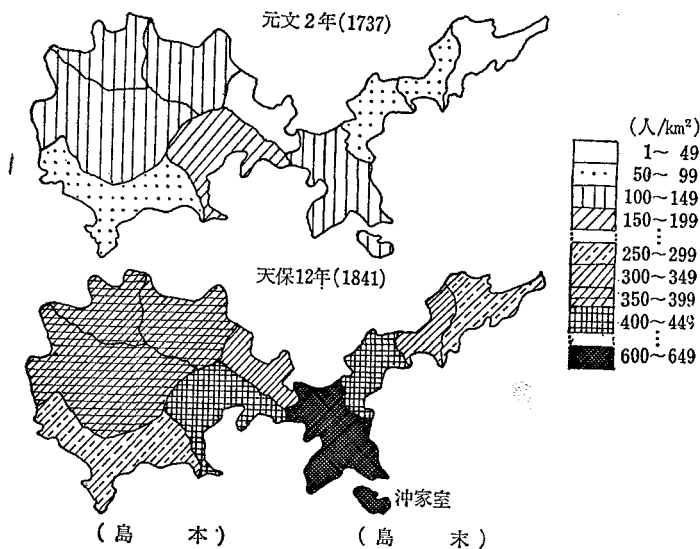 元文2年(1737)
(人/km²)
1～ 49
50～ 99
100～149
150～199
250～299
300～349
350～399
400～449
600～649
天保12年(1841)
沖家室
(島 本)
(島 末)